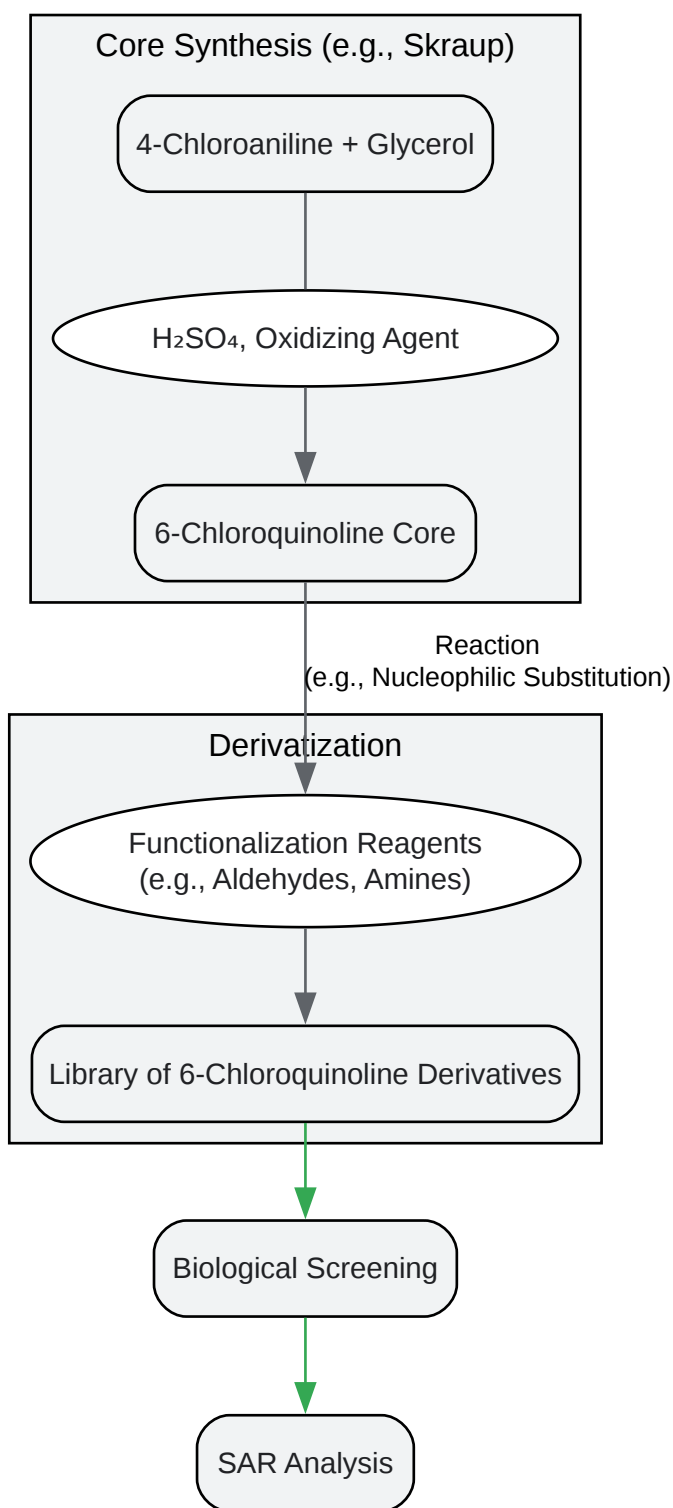 Core Synthesis (e.g., Skraup)
4-Chloroaniline + Glycerol
H₂SO₄, Oxidizing Agent
6-Chloroquinoline Core
Reaction
(e.g., Nucleophilic Substitution)
Derivatization
Functionalization Reagents
(e.g., Aldehydes, Amines)
Library of 6-Chloroquinoline Derivatives
Biological Screening
SAR Analysis